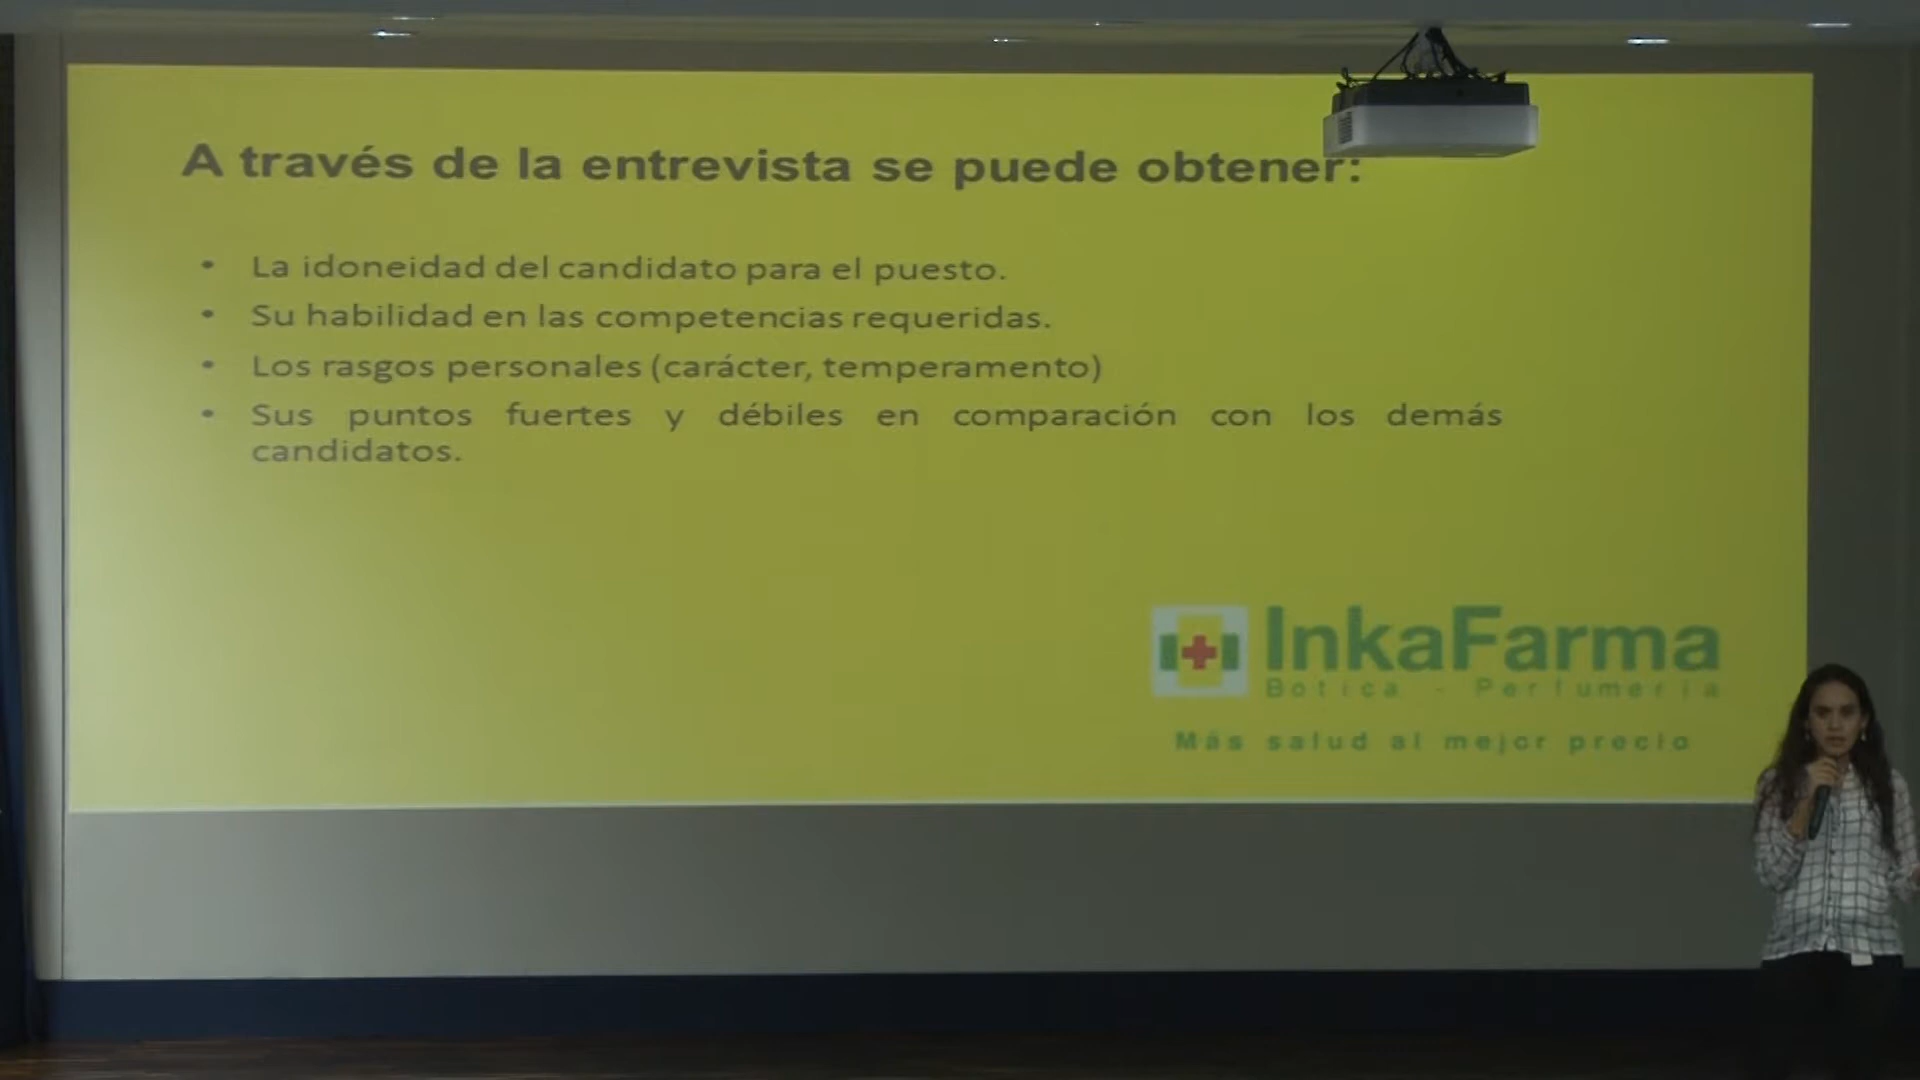 A través de la entrevista se puede obtener:
• La idoneidad del candidato para el puesto.
• Su habilidad en las competencias requeridas.
• Los rasgos personales (carácter, temperamento)
• Sus puntos fuertes y débiles en comparación con los demás
candidatos.
InkaFarma
Botica - Perfumería
Más salud al mejor precio